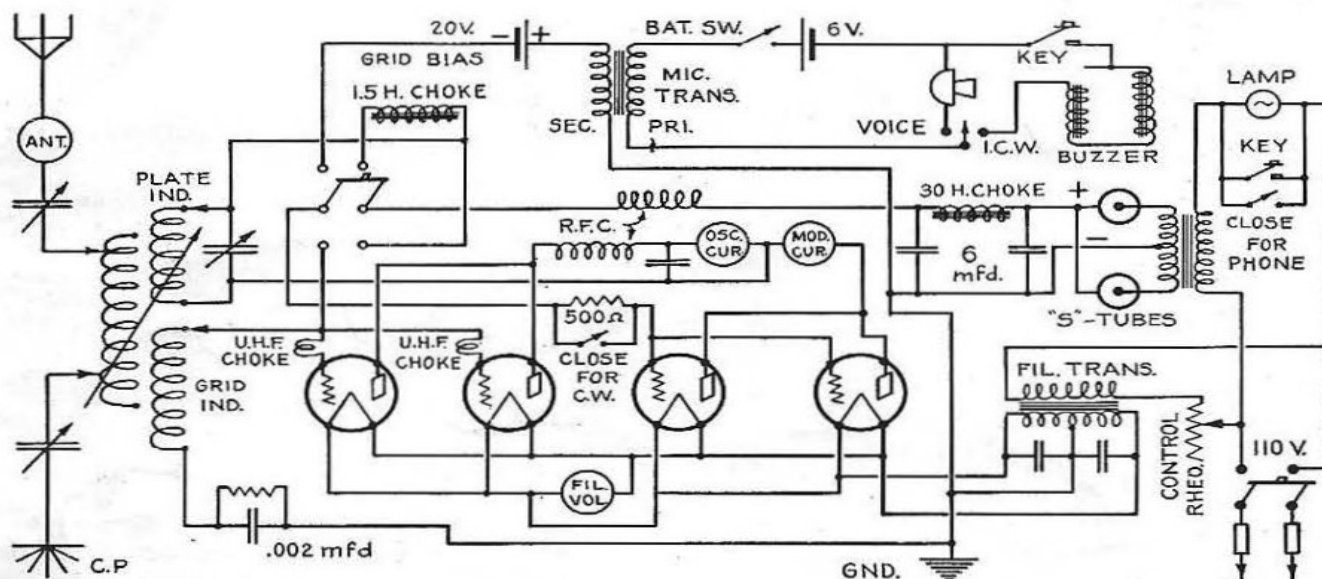 20V. - +
GRID BIAS
BAT. SW.
6V.
KEY
LAMP
1.5 H. CHOKE
MIC.
TRANS.
SEC.
PRI.
VOICE
I.C.W.
BUZZER
KEY
ANT.
PLATE
IND.
30 H. CHOKE
+
-
CLOSE
FOR
PHONE
R.F.C.
OSC.
CUR.
MOD.
CUR.
6
mfd.
"S"-TUBES
500Ω
U.H.F.
CHOKE
U.H.F.
CHOKE
CLOSE
FOR
C.W.
GRID
IND.
FIL. TRANS.
CONTROL
RHEO.
110 V.
FIL.
VOL
.002 mfd
C.P
GND.